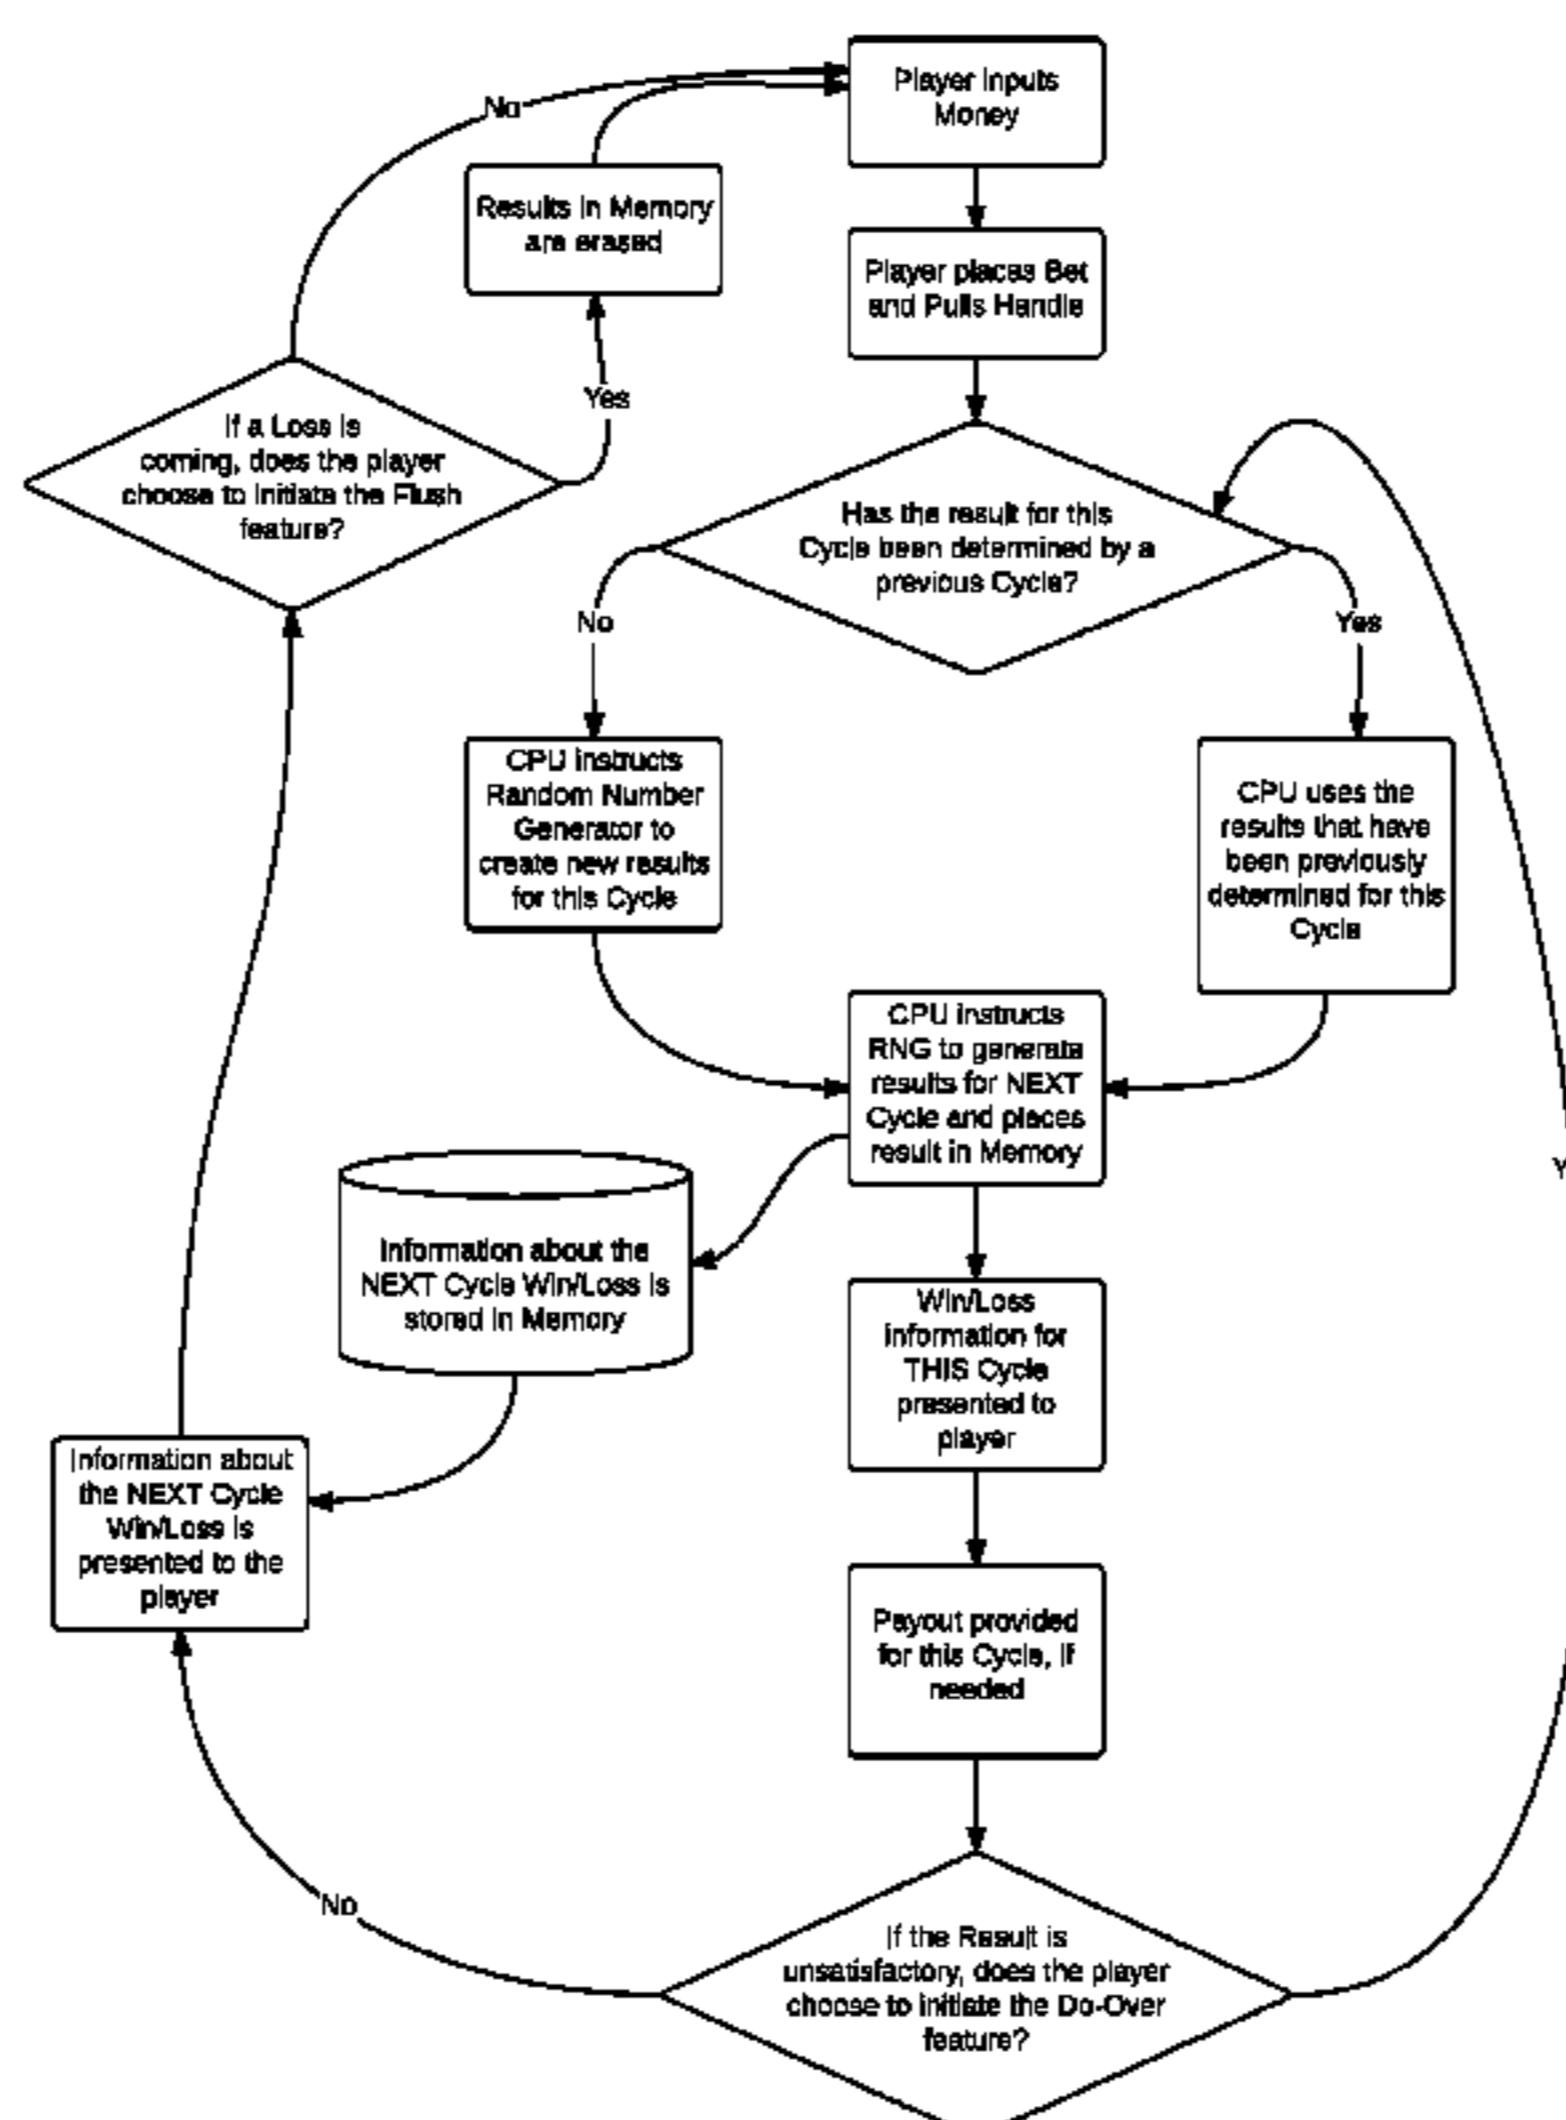 Player Inputs
Money
No
Results in Memory
are erased
Player places Bet
and Pulls Handle
Yes
If a Loss is
coming, does the player
choose to initiate the Flush
feature?
Has the result for this
Cycle been determined by a
previous Cycle?
No
Yes
CPU instructs
Random Number
Generator to
create new results
for this Cycle
CPU uses the
results that have
been previously
determined for this
Cycle
CPU instructs
RNG to generate
results for NEXT
Cycle and places
result in Memory
Information about the
NEXT Cycle Win/Loss is
stored in Memory
Win/Loss
information for
THIS Cycle
presented to
player
Information about
the NEXT Cycle
Win/Loss is
presented to the
player
Payout provided
for this Cycle, if
needed
No
If the Result is
unsatisfactory, does the player
choose to initiate the Do-Over
feature?